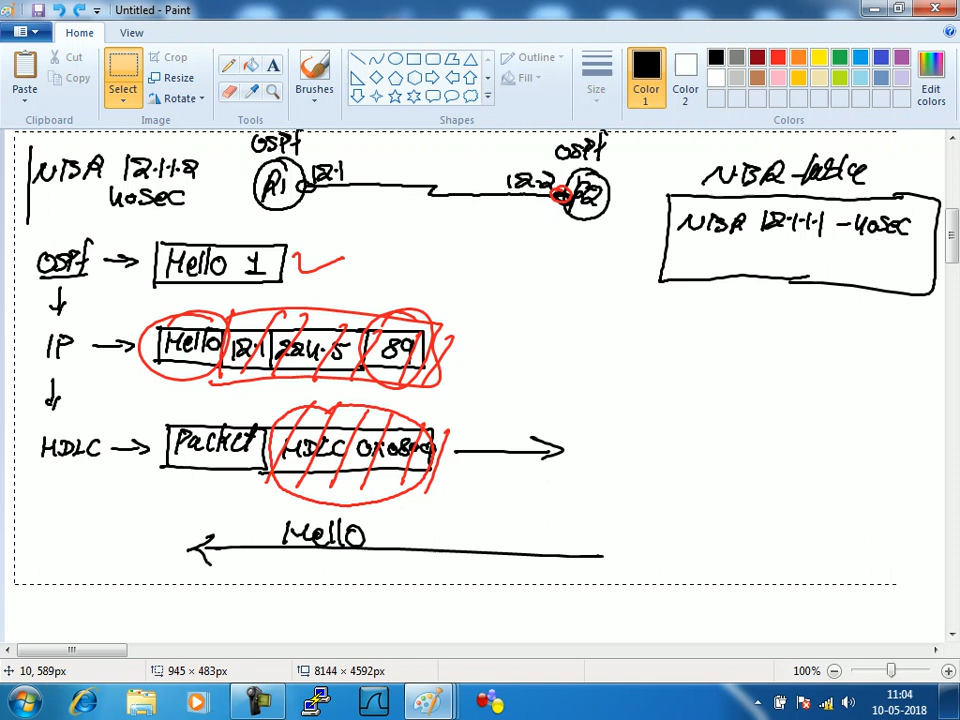 Untitled - Paint
Home
View
Paste
Cut
Copy
Clipboard
Select
Crop
Resize
Rotate
Image
Tools
Brushes
Shapes
Outline
Fill
Size
Color 1
Color 2
Colors
Edit colors
OSPf
OSPf
NBR 12.1.1.2
40sec
R1
12.1
12.2
R2
NBR table
NBR 12.1.1.1 - 40sec
OSPf
Hello 1
IP
Hello
12.1
224.5
89
HDLC
Packet
HDLC 0x0800
Hello
10, 589px
945 × 483px
8144 × 4592px
100%
11:04
10-05-2018